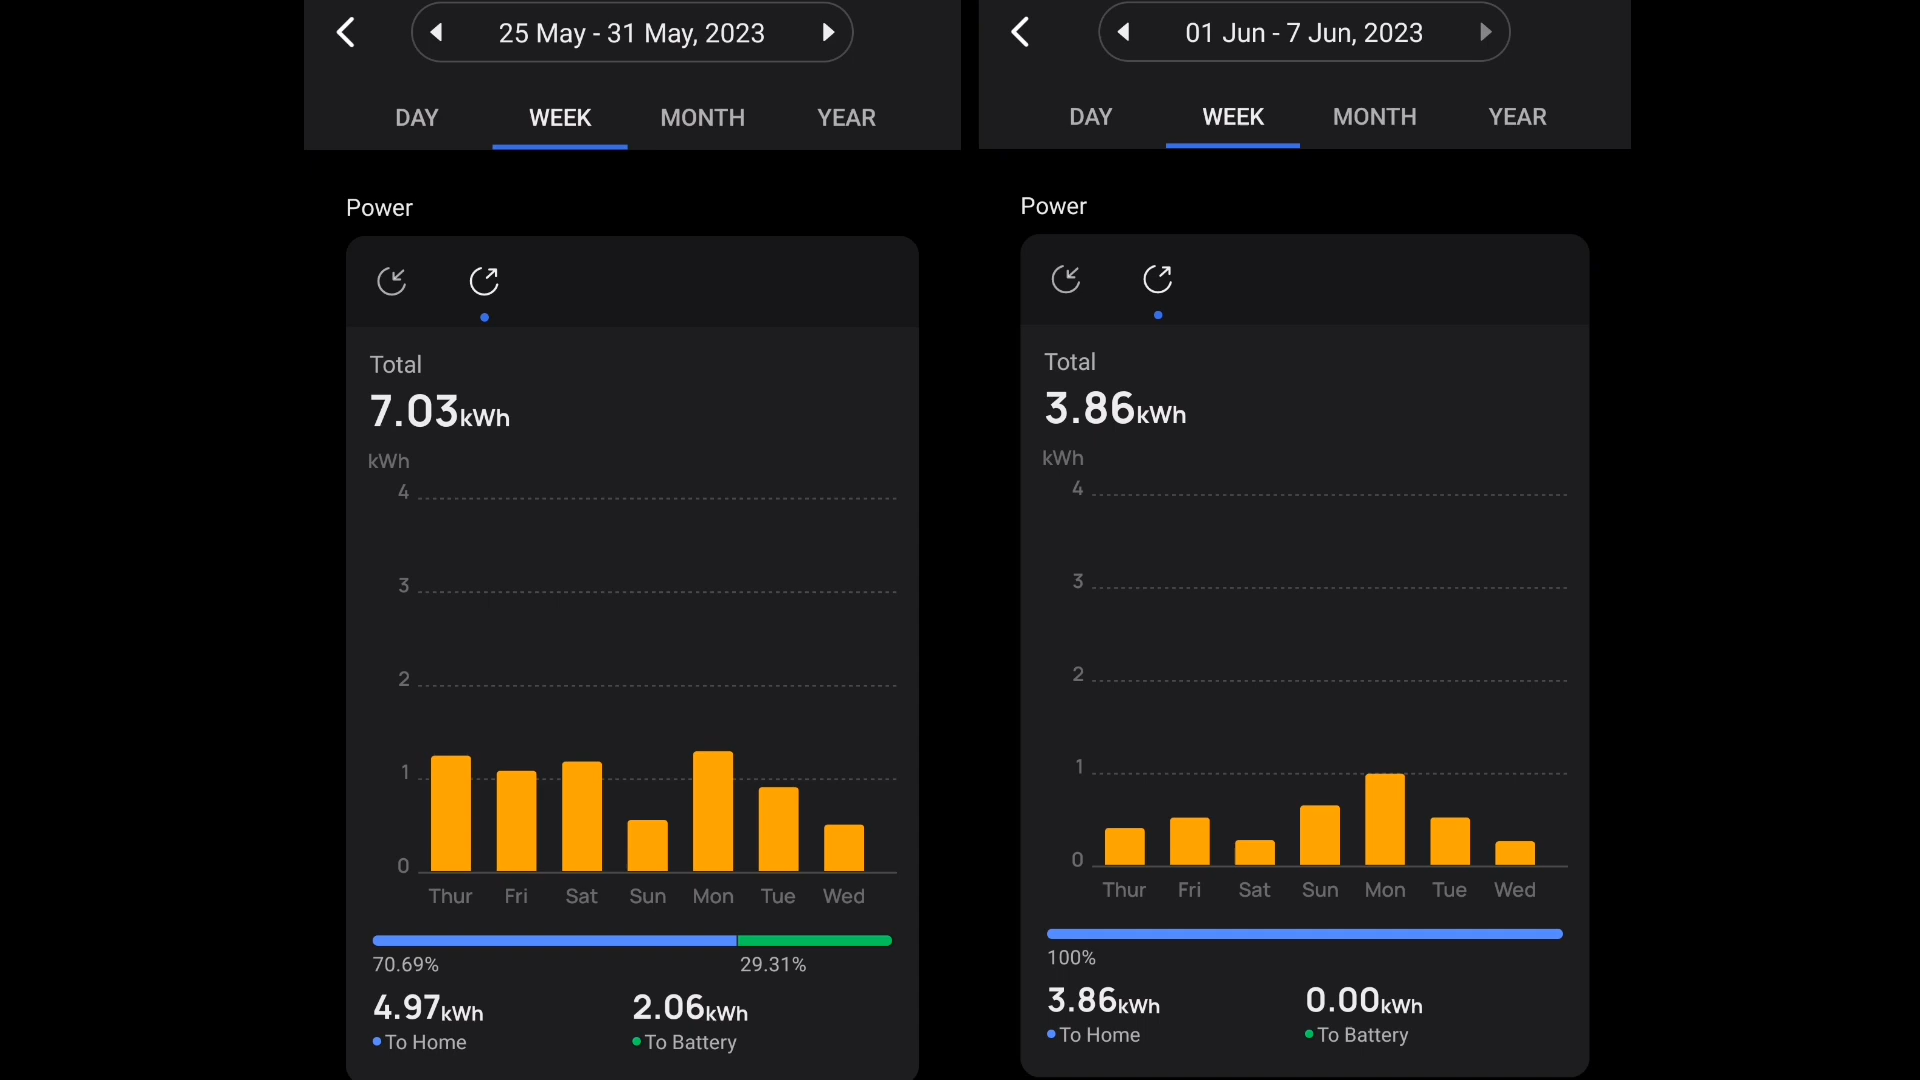 25 May - 31 May, 2023
DAY WEEK MONTH YEAR
Power
Total
7.03kWh
kWh
4
3
2
1
0
Thur Fri Sat Sun Mon Tue Wed
70.69% 29.31%
4.97kWh 2.06kWh
To Home To Battery
01 Jun - 7 Jun, 2023
DAY WEEK MONTH YEAR
Power
Total
3.86kWh
kWh
4
3
2
1
0
Thur Fri Sat Sun Mon Tue Wed
100%
3.86kWh 0.00kWh
To Home To Battery